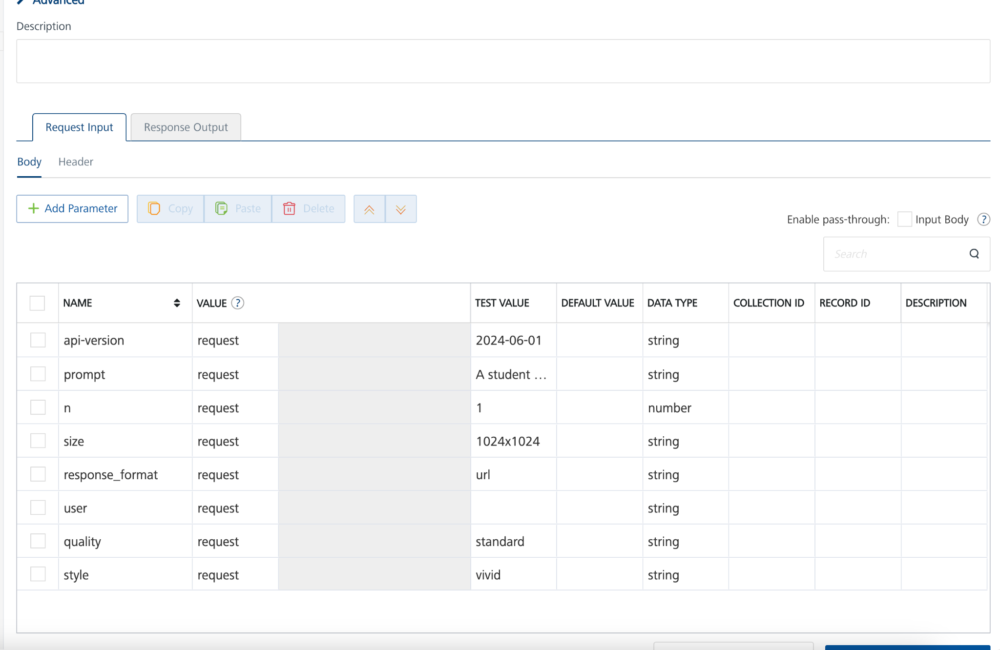 Advanced
Description
Request Input Response Output
Body Header
Add Parameter Copy Paste Delete
Enable pass-through: Input Body ?
Search
NAME VALUE ? TEST VALUE DEFAULT VALUE DATA TYPE COLLECTION ID RECORD ID DESCRIPTION
api-version request 2024-06-01 string
prompt request A student ... string
n request 1 number
size request 1024x1024 string
response_format request url string
user request string
quality request standard string
style request vivid string